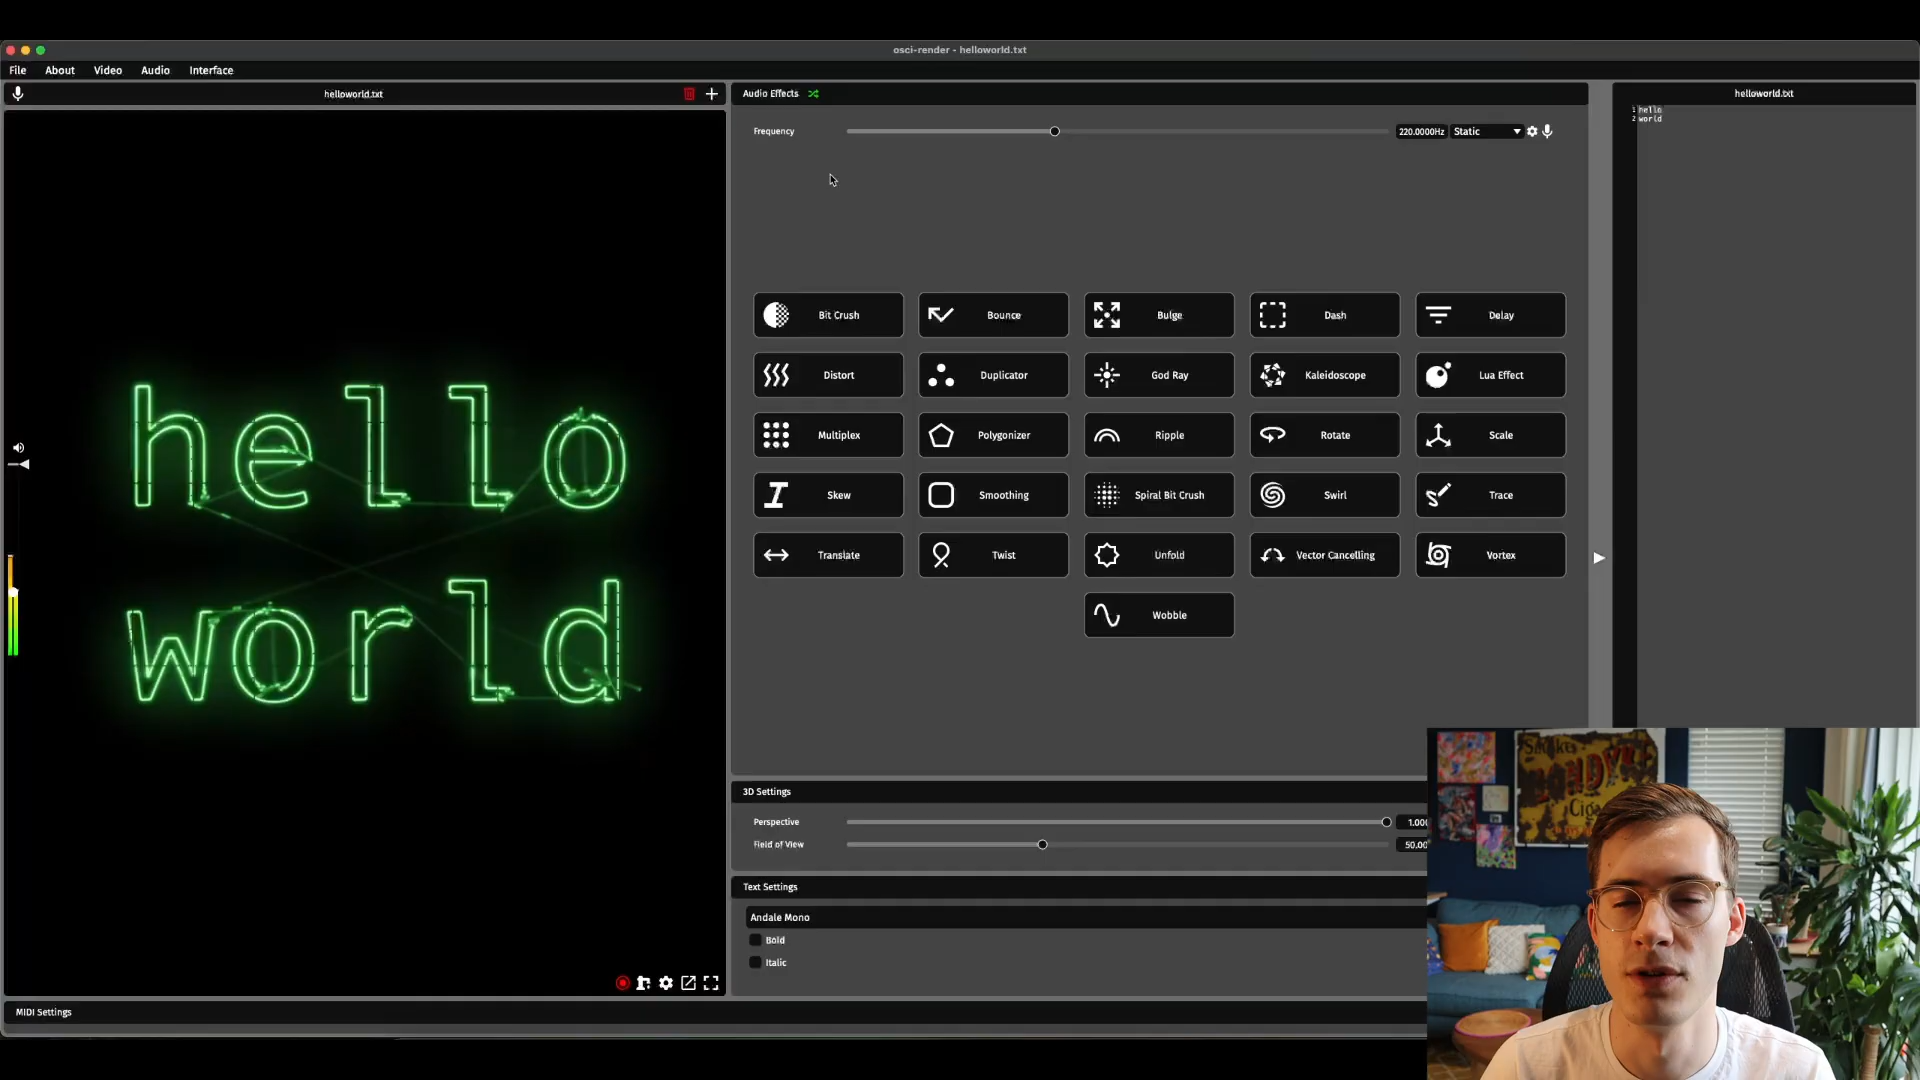 osci-render - helloworld.txt
File About Video Audio Interface
helloworld.txt
Audio Effects
helloworld.txt
Frequency
220.0000Hz
Static
1 hello
2 world
hello
world
Bit Crush
Bounce
Bulge
Dash
Delay
Distort
Duplicator
God Ray
Kaleidoscope
Lua Effect
Multiplex
Polygonizer
Ripple
Rotate
Scale
Skew
Smoothing
Spiral Bit Crush
Swirl
Trace
Translate
Twist
Unfold
Vector Cancelling
Vortex
Wobble
3D Settings
Perspective
1.000
Field of View
50.00
Text Settings
Andale Mono
Bold
Italic
MIDI Settings